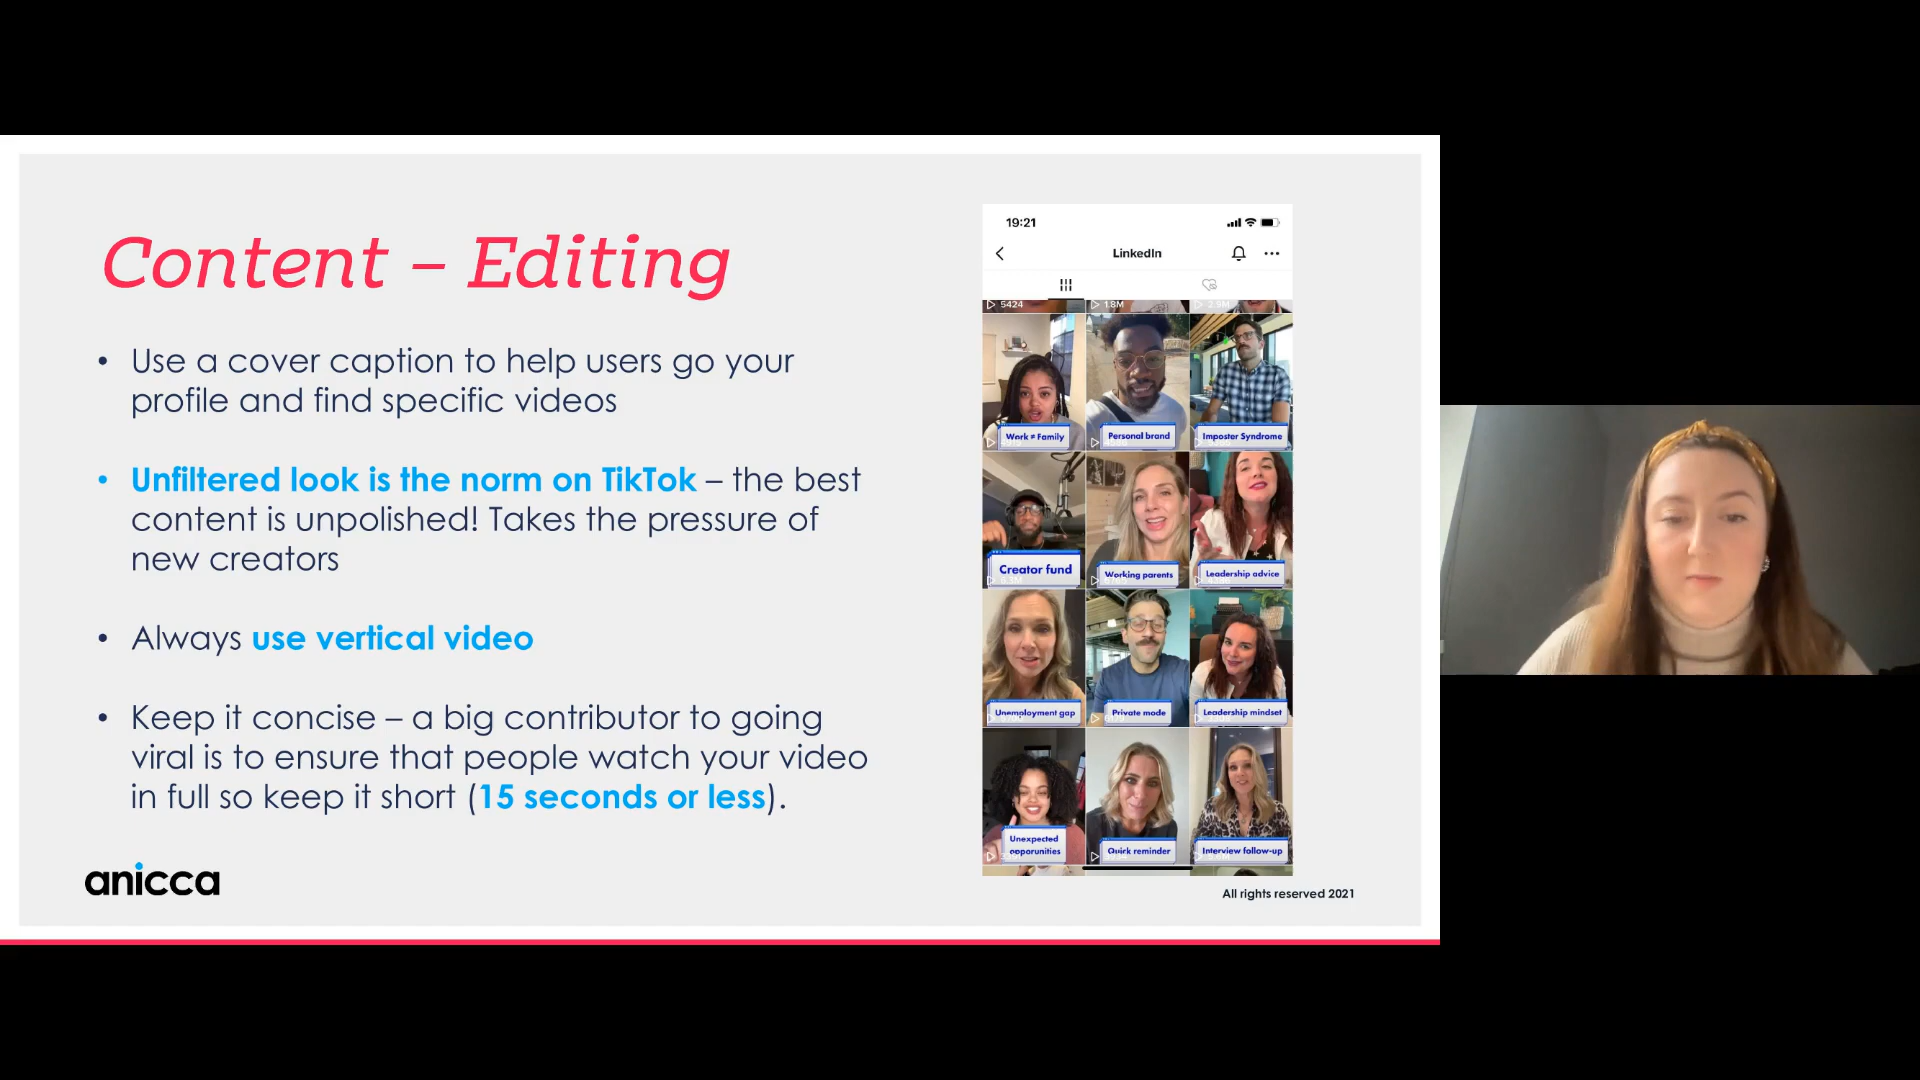 Content – Editing
• Use a cover caption to help users go your
profile and find specific videos
• Unfiltered look is the norm on TikTok – the best
content is unpolished! Takes the pressure of
new creators
• Always use vertical video
• Keep it concise – a big contributor to going
viral is to ensure that people watch your video
in full so keep it short (15 seconds or less).
anicca
19:21
LinkedIn
5424
1.8M
2.9M
Work ≠ Family
Personal brand
Imposter Syndrome
Creator fund
Working parents
Leadership advice
Unemployment gap
Private mode
Leadership mindset
Unexpected
opporunities
Quick reminder
Interview follow-up
All rights reserved 2021